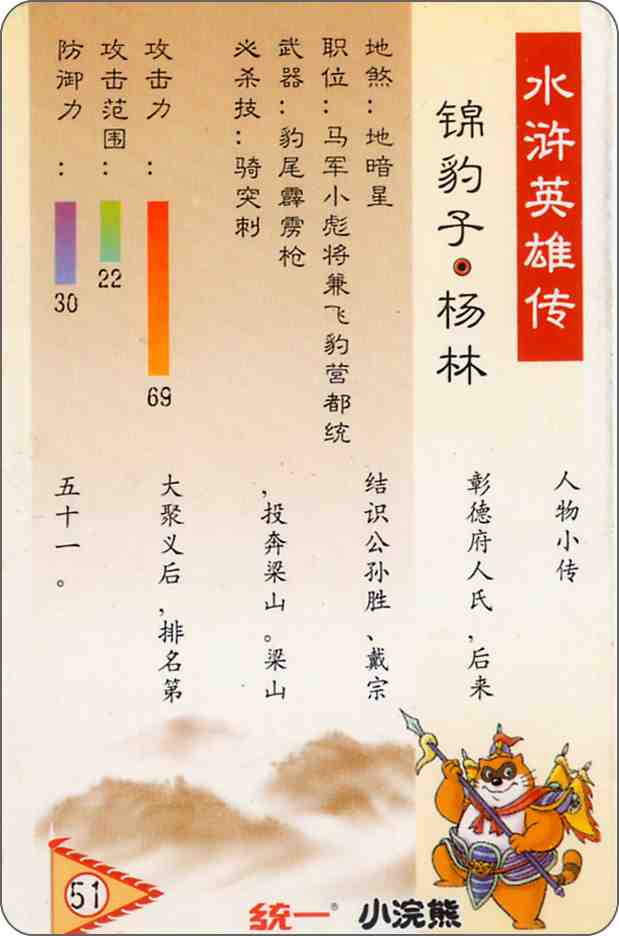 水浒英雄传
锦豹子·杨林
地煞：地暗星
职位：马军小彪将兼飞豹营都统
武器：豹尾霹雳枪
必杀技：骑突刺
攻击力：
69
攻击范围：
22
防御力：
30
人物小传
彰德府人氏，后来
结识公孙胜、戴宗
，投奔梁山。梁山
大聚义后，排名第
五十一。
51
统一®
小浣熊